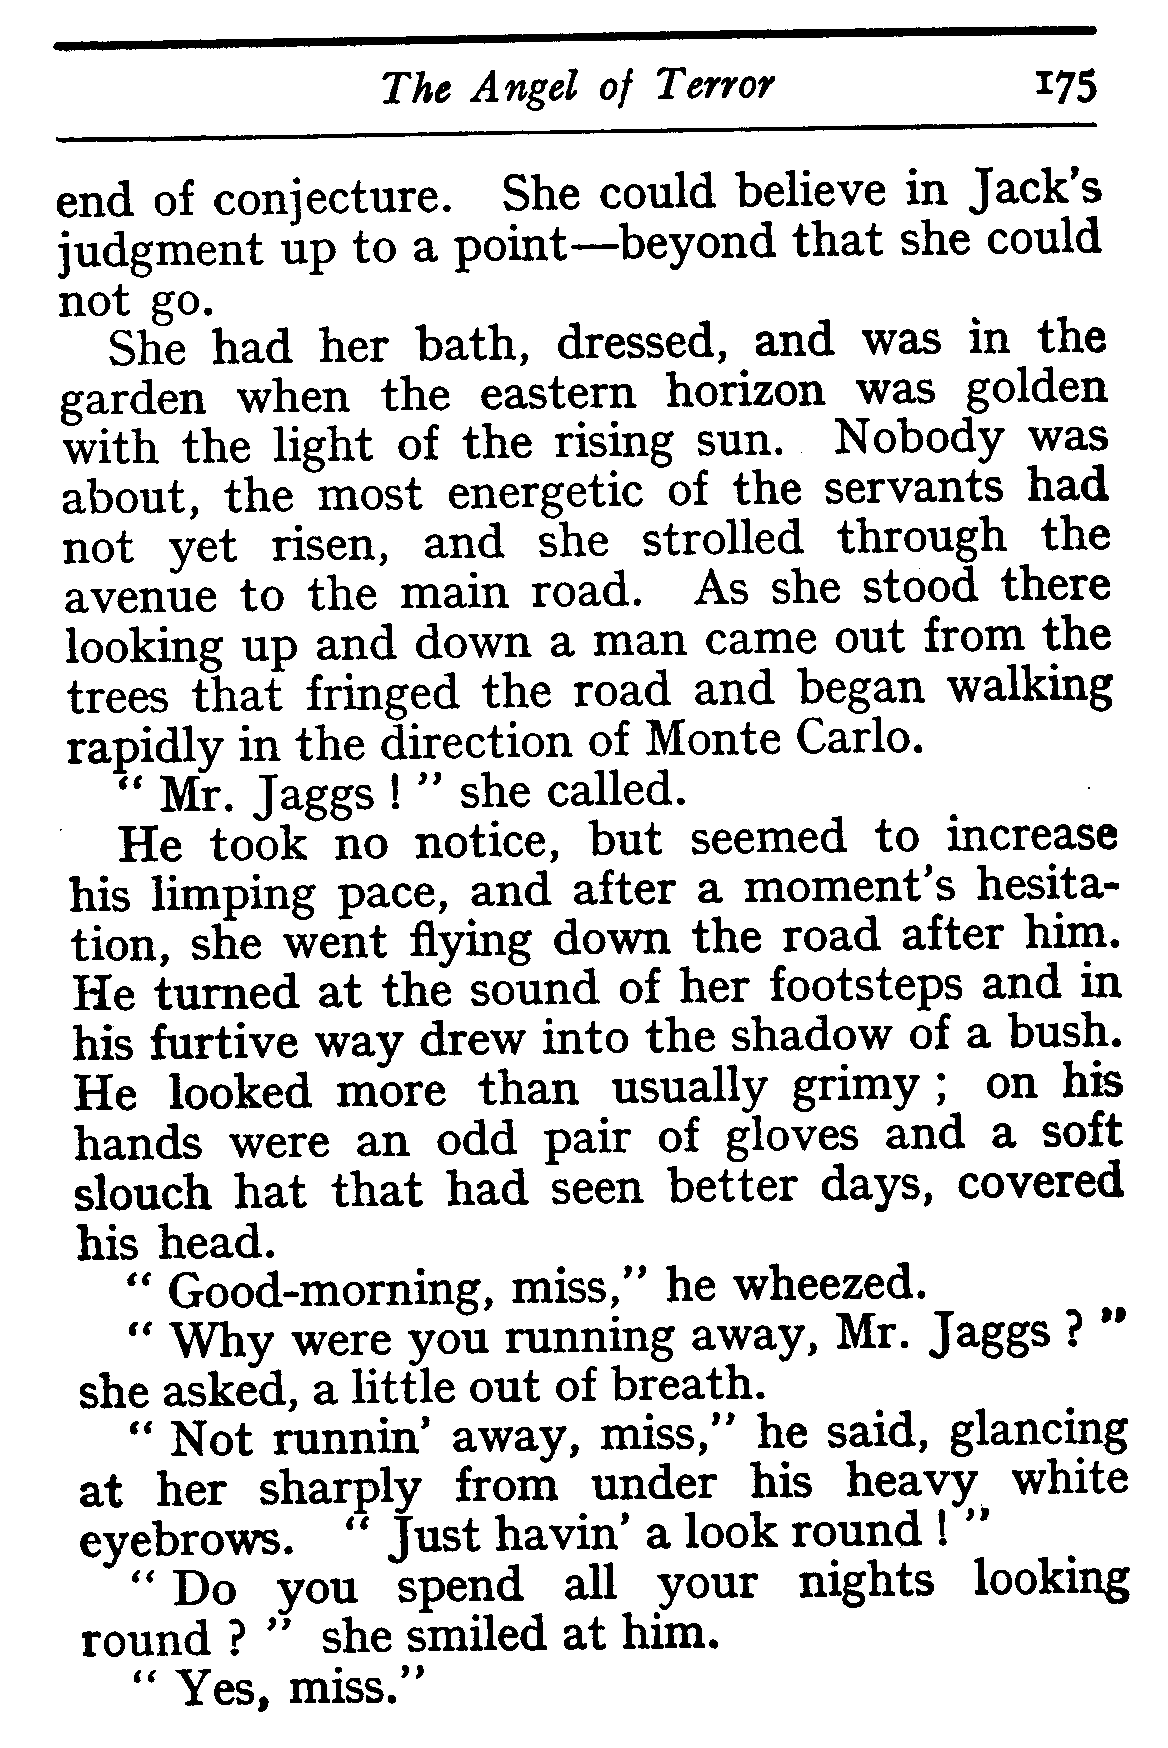 The Angel of Terror 175
end of conjecture. She could believe in Jack's
judgment up to a point—beyond that she could
not go.
She had her bath, dressed, and was in the
garden when the eastern horizon was golden
with the light of the rising sun. Nobody was
about, the most energetic of the servants had
not yet risen, and she strolled through the
avenue to the main road. As she stood there
looking up and down a man came out from the
trees that fringed the road and began walking
rapidly in the direction of Monte Carlo.
" Mr. Jaggs ! " she called.
He took no notice, but seemed to increase
his limping pace, and after a moment's hesita-
tion, she went flying down the road after him.
He turned at the sound of her footsteps and in
his furtive way drew into the shadow of a bush.
He looked more than usually grimy ; on his
hands were an odd pair of gloves and a soft
slouch hat that had seen better days, covered
his head.
" Good-morning, miss," he wheezed.
" Why were you running away, Mr. Jaggs ? "
she asked, a little out of breath.
" Not runnin' away, miss," he said, glancing
at her sharply from under his heavy white
eyebrows. " Just havin' a look round ! "
" Do you spend all your nights looking
round ? " she smiled at him.
" Yes, miss."